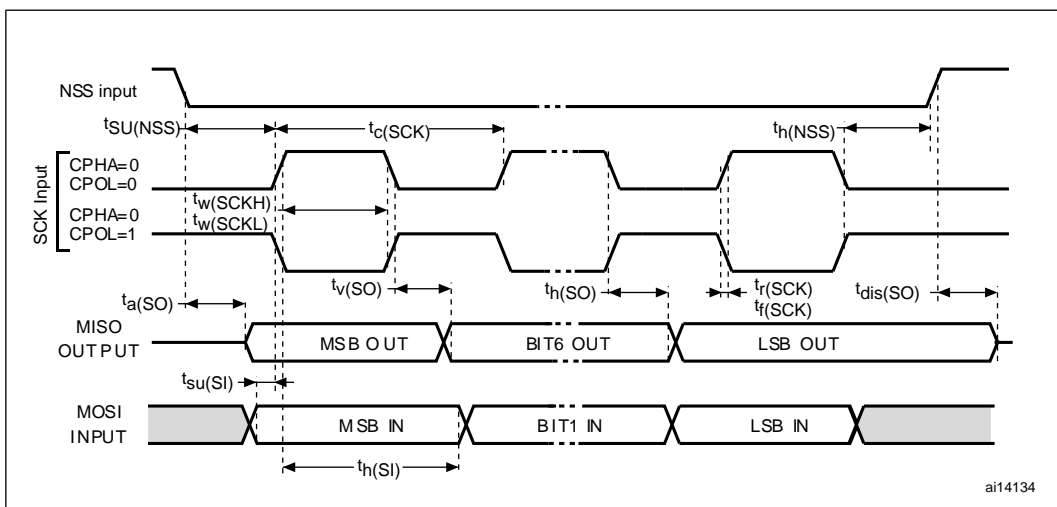 NSS input
tSU(NSS)
tc(SCK)
th(NSS)
SCK Input
CPHA=0
CPOL=0
tw(SCKH)
CPHA=0
tw(SCKL)
CPOL=1
ta(SO)
tv(SO)
th(SO)
tr(SCK)
tf(SCK)
tdis(SO)
MISO
OUTPUT
MSB OUT
BIT6 OUT
LSB OUT
tsu(SI)
MOSI
INPUT
MSB IN
BIT1 IN
LSB IN
th(SI)
ai14134